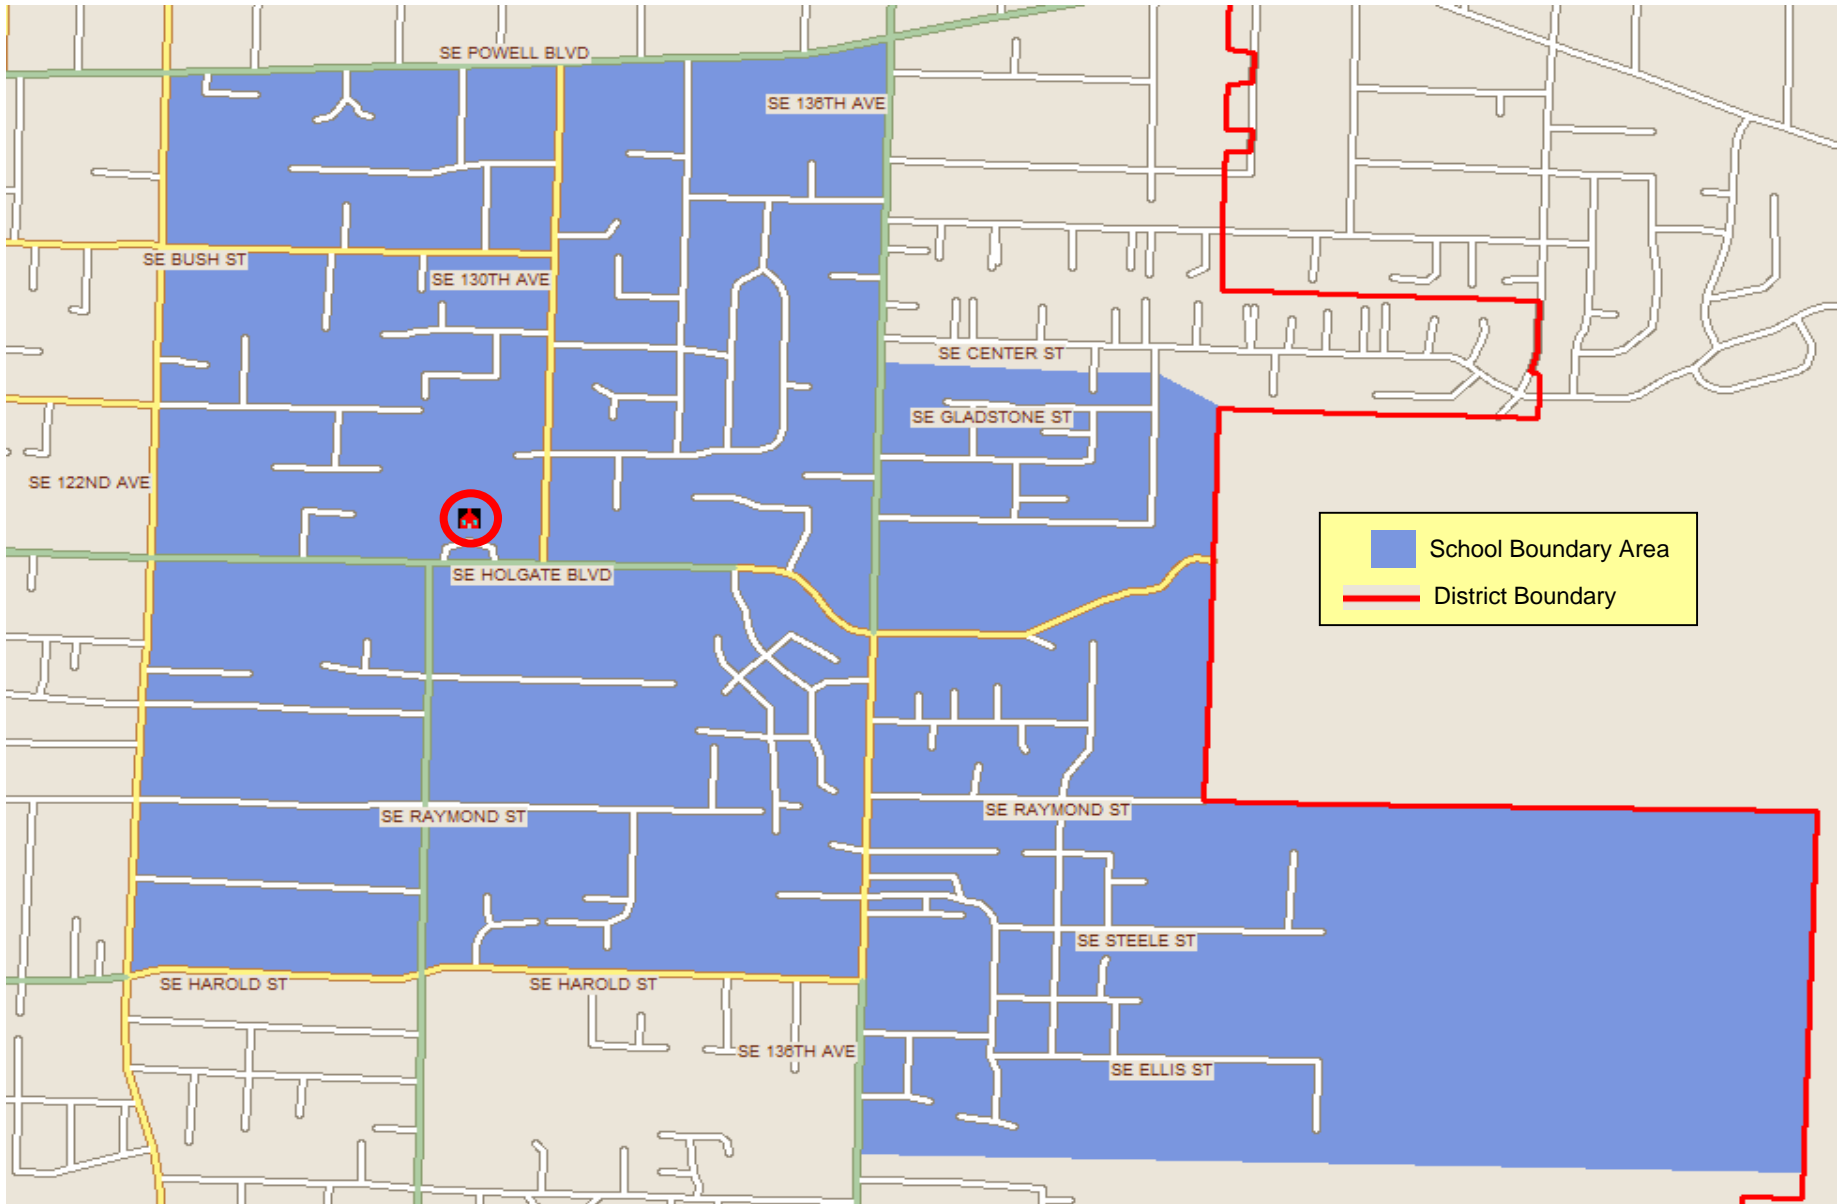 SE POWELL BLVD
SE 136TH AVE
SE BUSH ST
SE 130TH AVE
SE CENTER ST
SE GLADSTONE ST
SE 122ND AVE
School Boundary Area
SE HOLGATE BLVD
District Boundary
SE RAYMOND ST
SE RAYMOND ST
SE STEELE ST
SE HAROLD ST
SE HAROLD ST
SE 136TH AVE
SE ELLIS ST